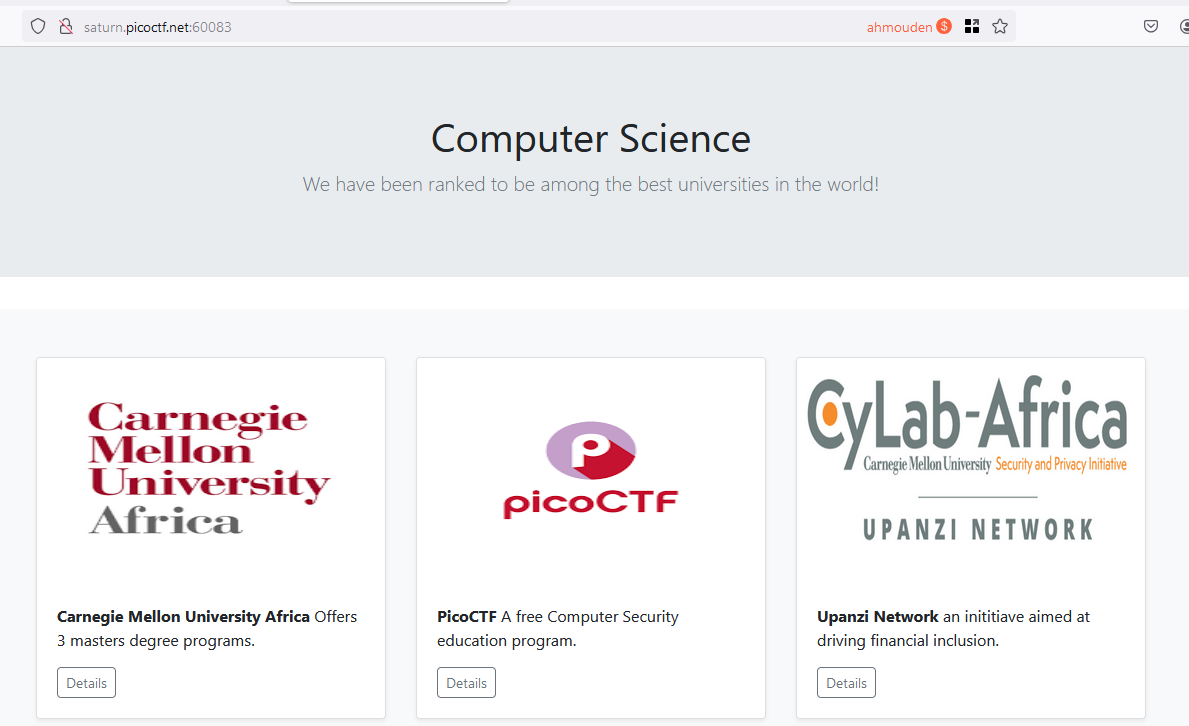 saturn.picoctf.net:60083
ahmouden $
Computer Science
We have been ranked to be among the best universities in the world!
Carnegie
Mellon
University
Africa
Carnegie Mellon University Africa Offers
3 masters degree programs.
Details
P
picoCTF
PicoCTF A free Computer Security
education program.
Details
CyLab-Africa
Carnegie Mellon University Security and Privacy Initiative
UPANZI NETWORK
Upanzi Network an inititiave aimed at
driving financial inclusion.
Details